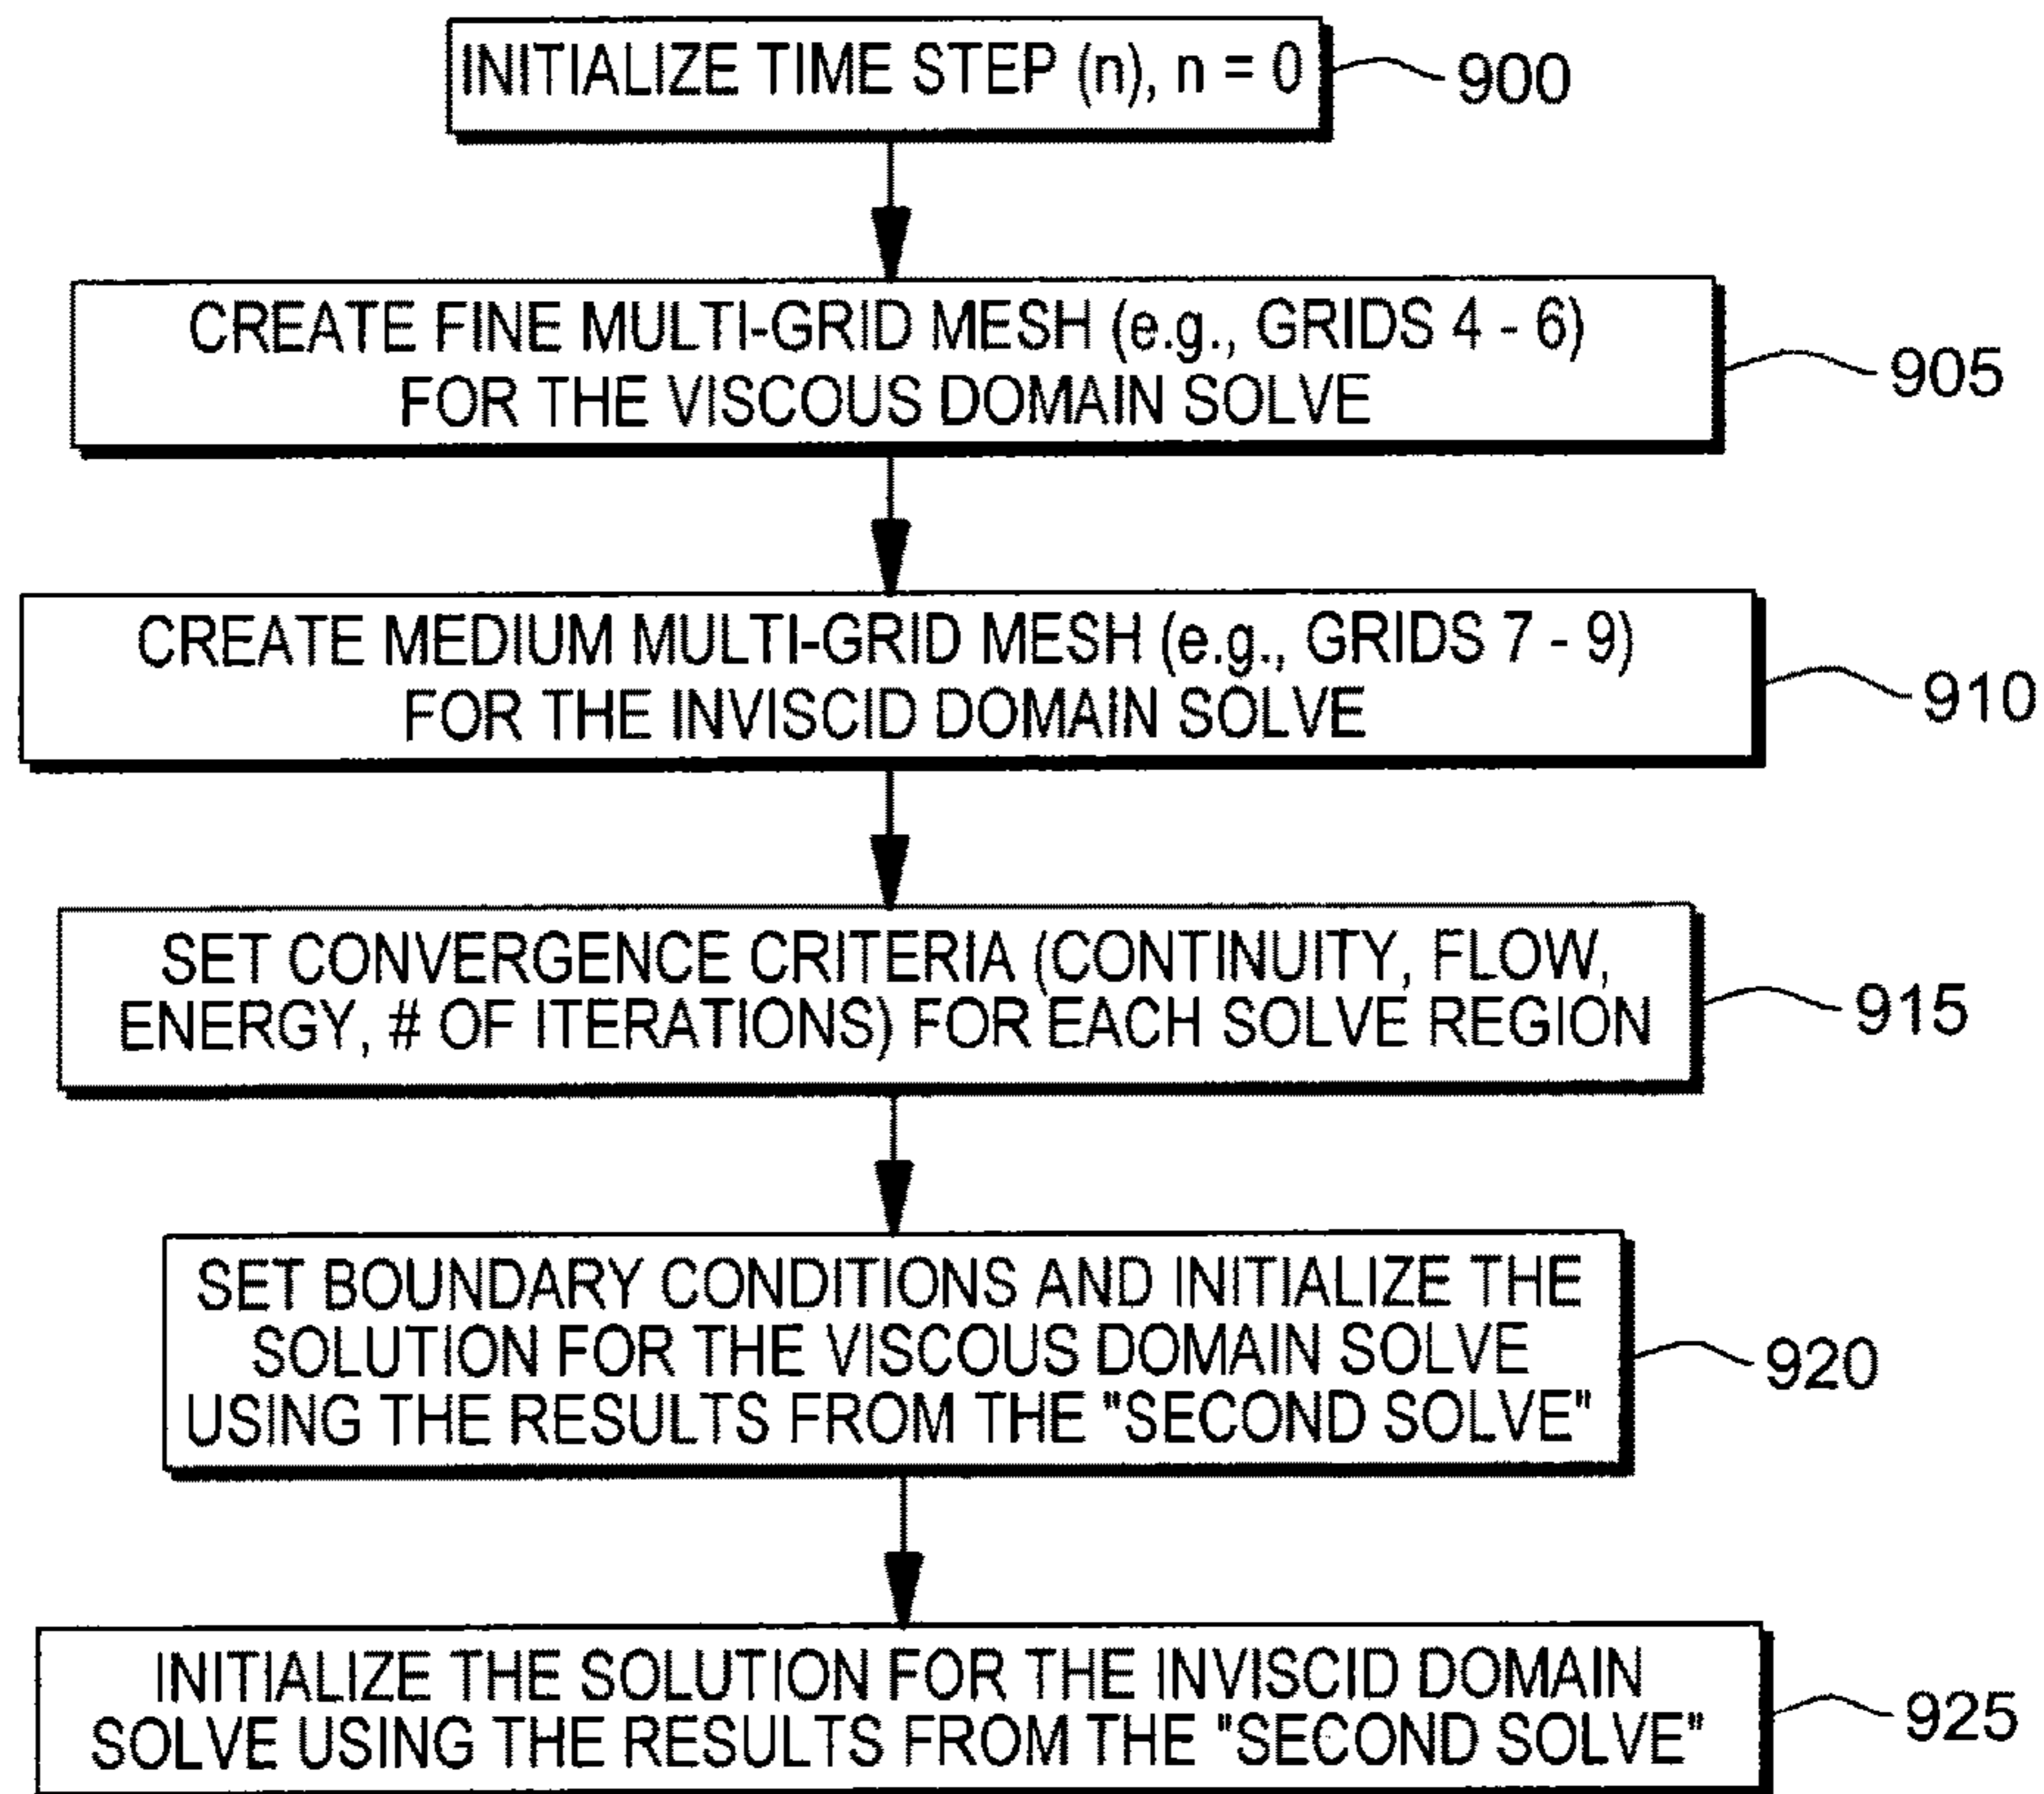 INITIALIZE TIME STEP (n), n = 0
900
CREATE FINE MULTI-GRID MESH (e.g., GRIDS 4 - 6)
FOR THE VISCOUS DOMAIN SOLVE
905
CREATE MEDIUM MULTI-GRID MESH (e.g., GRIDS 7 - 9)
FOR THE INVISCID DOMAIN SOLVE
910
SET CONVERGENCE CRITERIA (CONTINUITY, FLOW,
ENERGY, # OF ITERATIONS) FOR EACH SOLVE REGION
915
SET BOUNDARY CONDITIONS AND INITIALIZE THE
SOLUTION FOR THE VISCOUS DOMAIN SOLVE
USING THE RESULTS FROM THE "SECOND SOLVE"
920
INITIALIZE THE SOLUTION FOR THE INVISCID DOMAIN
SOLVE USING THE RESULTS FROM THE "SECOND SOLVE"
925